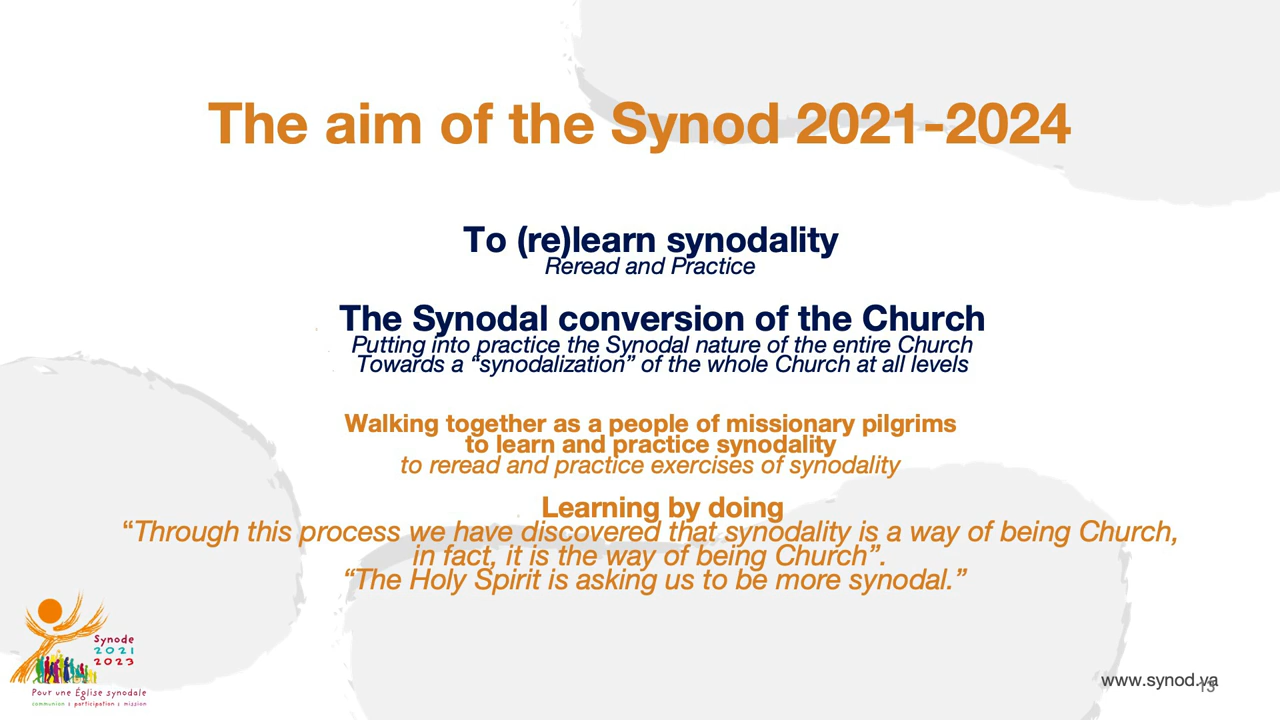 The aim of the Synod 2021-2024
To (re)learn synodality
Reread and Practice
The Synodal conversion of the Church
Putting into practice the Synodal nature of the entire Church
Towards a “synodalization” of the whole Church at all levels
Walking together as a people of missionary pilgrims
to learn and practice synodality
to reread and practice exercises of synodality
Learning by doing
“Through this process we have discovered that synodality is a way of being Church,
in fact, it is the way of being Church”.
“The Holy Spirit is asking us to be more synodal.”
Synode
2021
2023
Pour une Église synodale
communion | participation | mission
www.synod.va
13